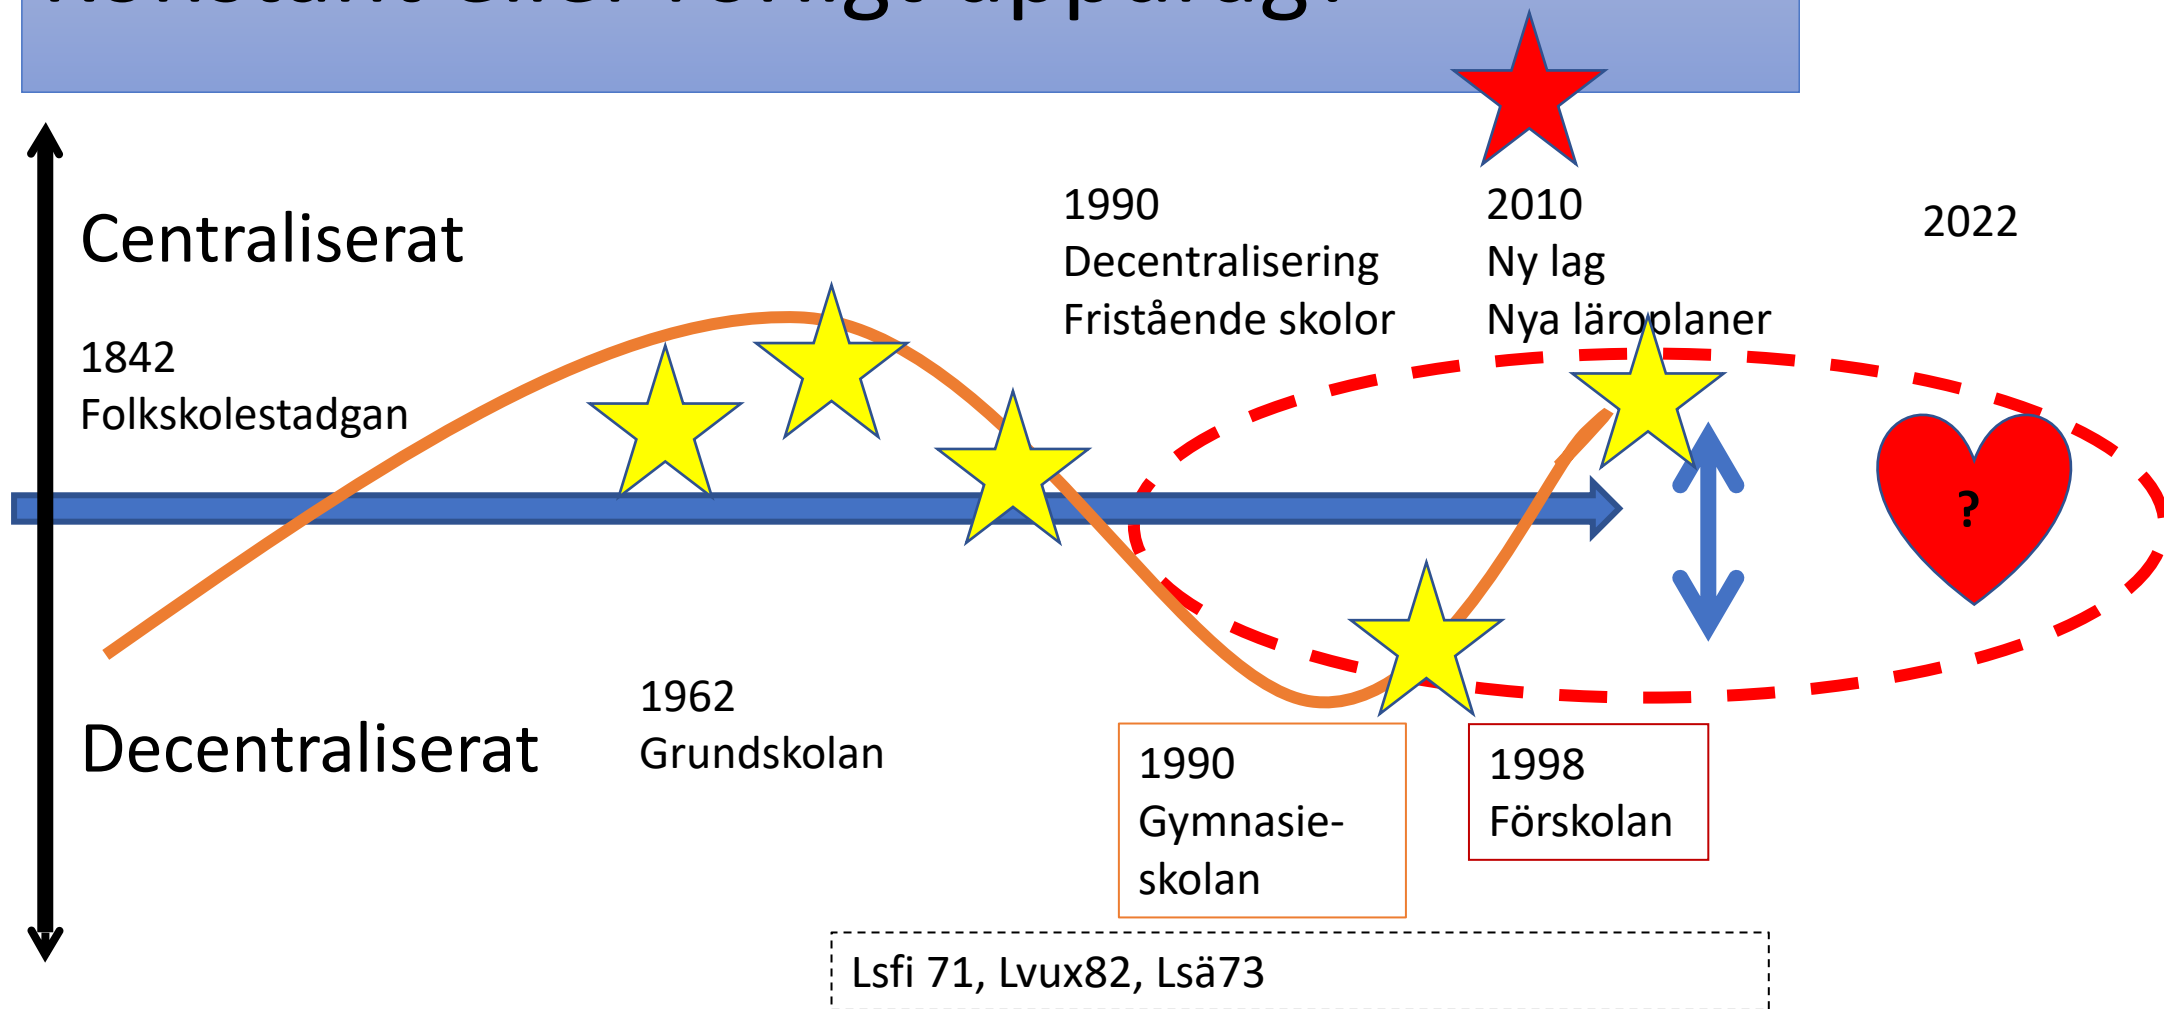 Centraliserat
1842
Folkskolestadgan
1990
Decentralisering
Fristående skolor
2010
Ny lag
Nya läroplaner
2022
?
Decentraliserat
1962
Grundskolan
1990
Gymnasie-
skolan
1998
Förskolan
Lsfi 71, Lvux82, Lsä73